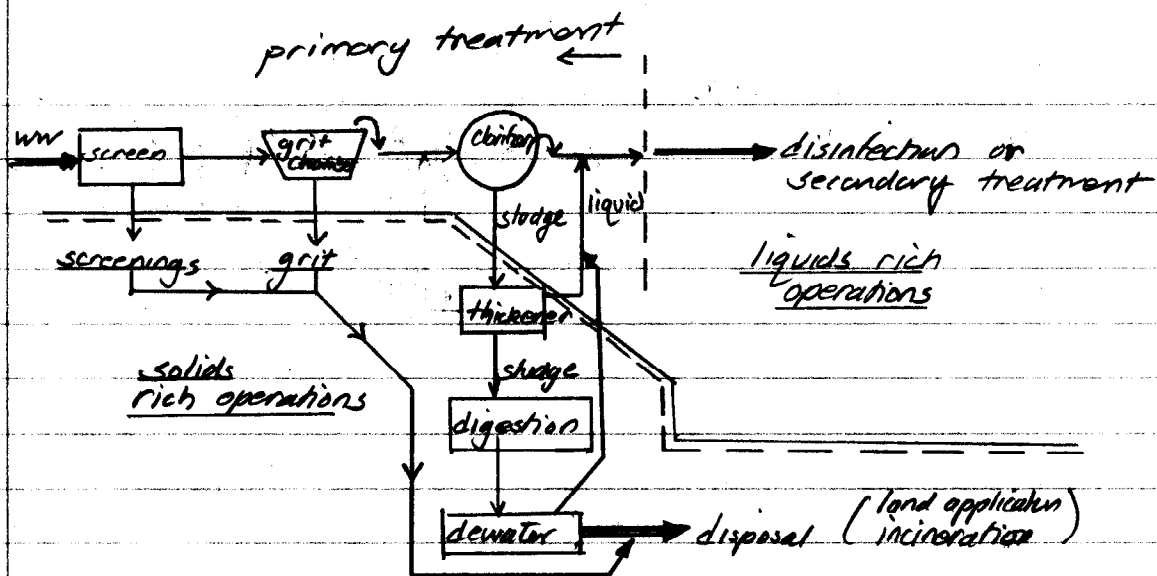 primary treatment
ww
screen
grit
chamber
sludge
liquid
disinfection or
secondary treatment
screenings
grit
liquids rich
operations
thickener
solids
rich operations
sludge
digestion
dewater
disposal
(land application
incineration)